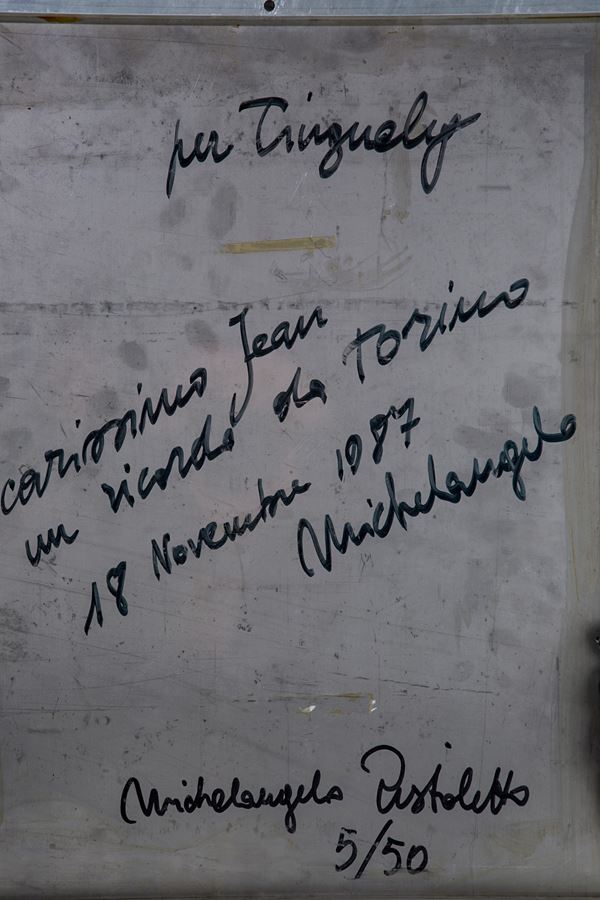 per Tinguely
carissimo Jean
un ricordo da Torino
18 Novembre 1987
Michelangelo
Michelangelo Pistoletto
5/50